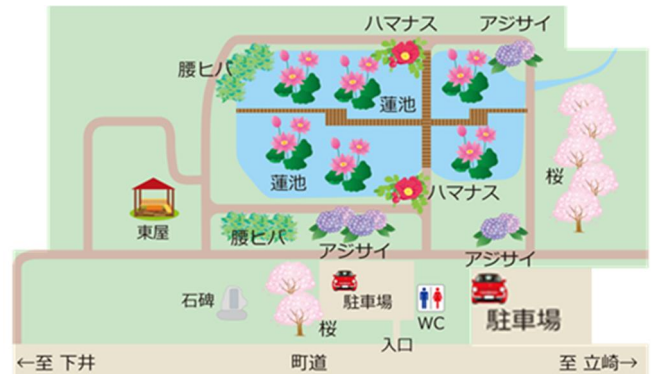 ハマナス
アジサイ
腰ヒバ
蓮池
桜
蓮池
ハマナス
東屋
腰ヒバ
アジサイ
アジサイ
石碑
桜
駐車場
WC
駐車場
入口
←至 下井
町道
至 立崎→